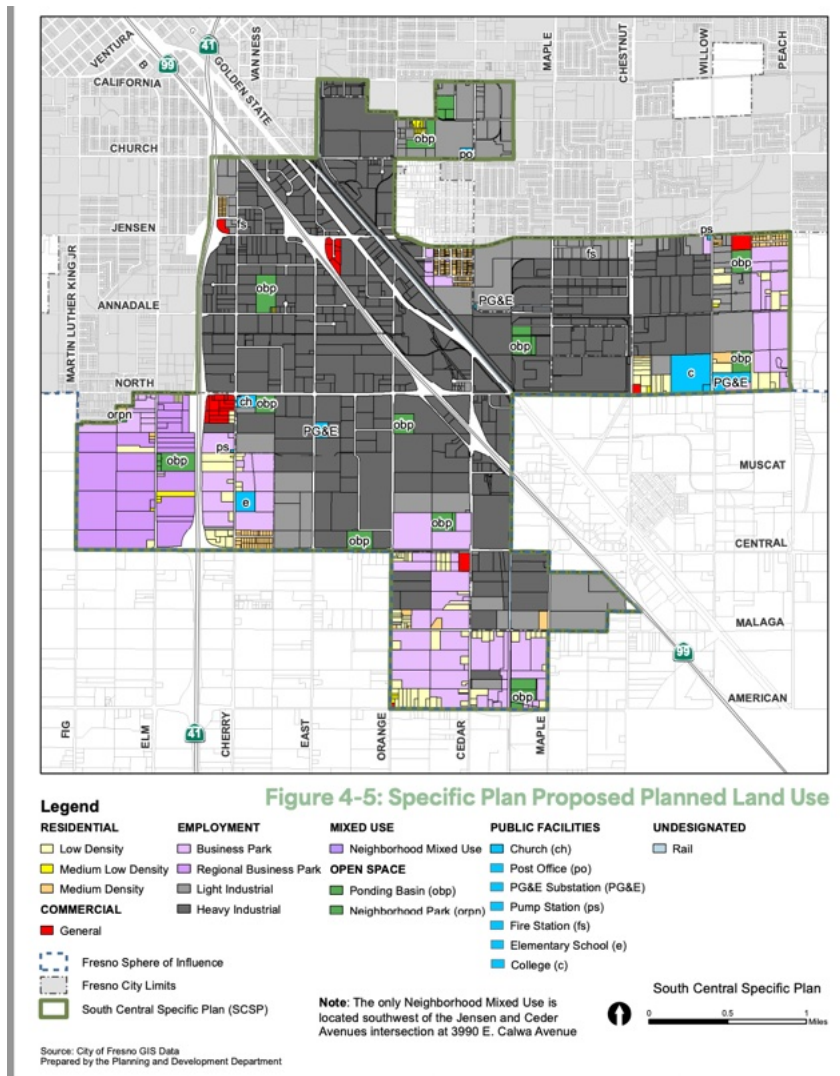 VENTURA
B
99
41
GOLDEN STATE
VAN NESS
MAPLE
CHESTNUT
WILLOW
PEACH
CALIFORNIA
CHURCH
JENSEN
ANNADALE
NORTH
MARTIN LUTHER KING JR
obp
po
fs
ps
fs
obp
obp
PG&E
obp
c
obp
PG&E
orpn
ch
obp
PG&E
obp
ps
obp
e
obp
obp
MUSCAT
CENTRAL
MALAGA
99
AMERICAN
obp
FIG
ELM
41
CHERRY
EAST
ORANGE
CEDAR
MAPLE
Figure 4-5: Specific Plan Proposed Planned Land Use
Legend
RESIDENTIAL
Low Density
Medium Low Density
Medium Density
COMMERCIAL
General
EMPLOYMENT
Business Park
Regional Business Park
Light Industrial
Heavy Industrial
MIXED USE
Neighborhood Mixed Use
OPEN SPACE
Ponding Basin (obp)
Neighborhood Park (orpn)
PUBLIC FACILITIES
Church (ch)
Post Office (po)
PG&E Substation (PG&E)
Pump Station (ps)
Fire Station (fs)
Elementary School (e)
College (c)
UNDESIGNATED
Rail
Fresno Sphere of Influence
Fresno City Limits
South Central Specific Plan (SCSP)
Note: The only Neighborhood Mixed Use is
located southwest of the Jensen and Ceder
Avenues intersection at 3990 E. Calwa Avenue
South Central Specific Plan
0 0.5 1
Miles
Source: City of Fresno GIS Data
Prepared by the Planning and Development Department